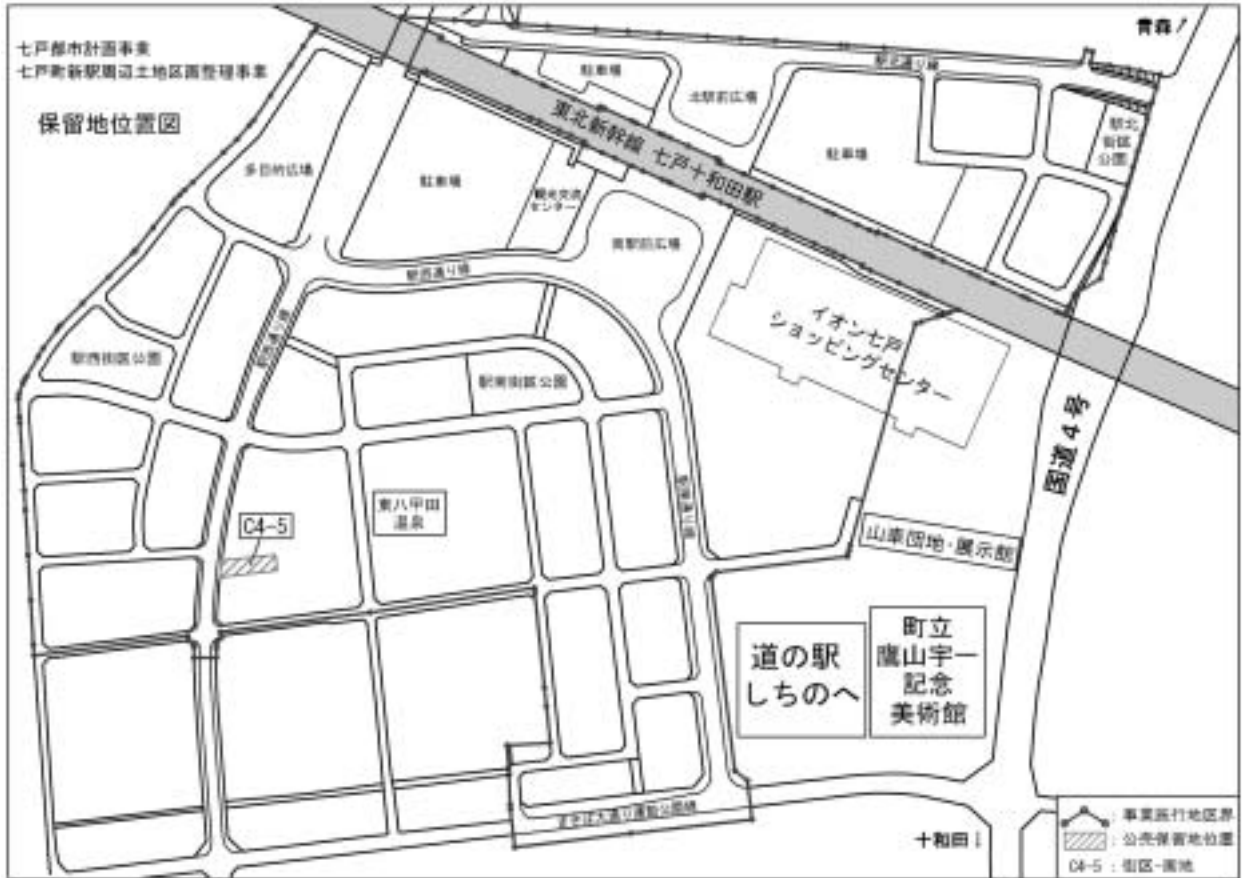 七戸都市計画事業
七戸町新駅周辺土地区画整理事業
保留地位置図
青森
駐車場
北駅前広場
駅北通り線
東北新幹線 七戸十和田駅
駐車場
駅北
街区
公園
多目的広場
駐車場
観光交流
センター
南駅前広場
駅西通り線
イオン七戸
ショッピングセンター
駅西街区公園
駅南街区公園
国道4号
C4-5
東八甲田
温泉
山車団地・展示館
道の駅
しちのへ
町立
鷹山宇一
記念
美術館
十和田
：事業施行地区界
：公売保留地位置
C4-5：街区-画地